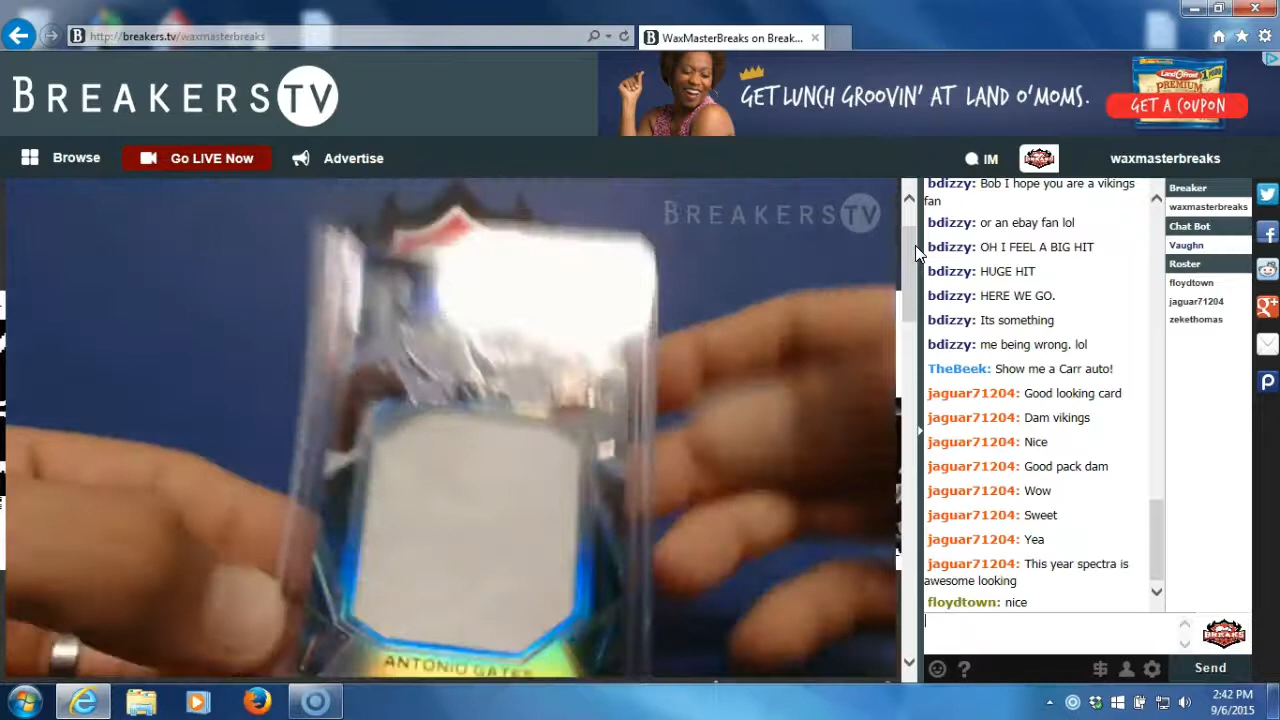 B http://breakers.tv/waxmasterbreaks
B WaxMasterBreaks on Break...
BREAKERS TV
GET LUNCH GROOVIN' AT LAND O'MOMS.
Land O Frost
PREMIUM
GET A COUPON
Browse
Go LIVE Now
Advertise
IM
BREAKS
waxmasterbreaks
BREAKERS TV
ANTONIO GATES
bdizzy: Bob I hope you are a vikings
fan
bdizzy: or an ebay fan lol
bdizzy: OH I FEEL A BIG HIT
bdizzy: HUGE HIT
bdizzy: HERE WE GO.
bdizzy: Its something
bdizzy: me being wrong. lol
TheBeek: Show me a Carr auto!
jaguar71204: Good looking card
jaguar71204: Dam vikings
jaguar71204: Nice
jaguar71204: Good pack dam
jaguar71204: Wow
jaguar71204: Sweet
jaguar71204: Yea
jaguar71204: This year spectra is
awesome looking
floydtown: nice
BREAKS
Send
Breaker
waxmasterbreaks
Chat Bot
Vaughn
Roster
floydtown
jaguar71204
zekethomas
2:42 PM
9/6/2015